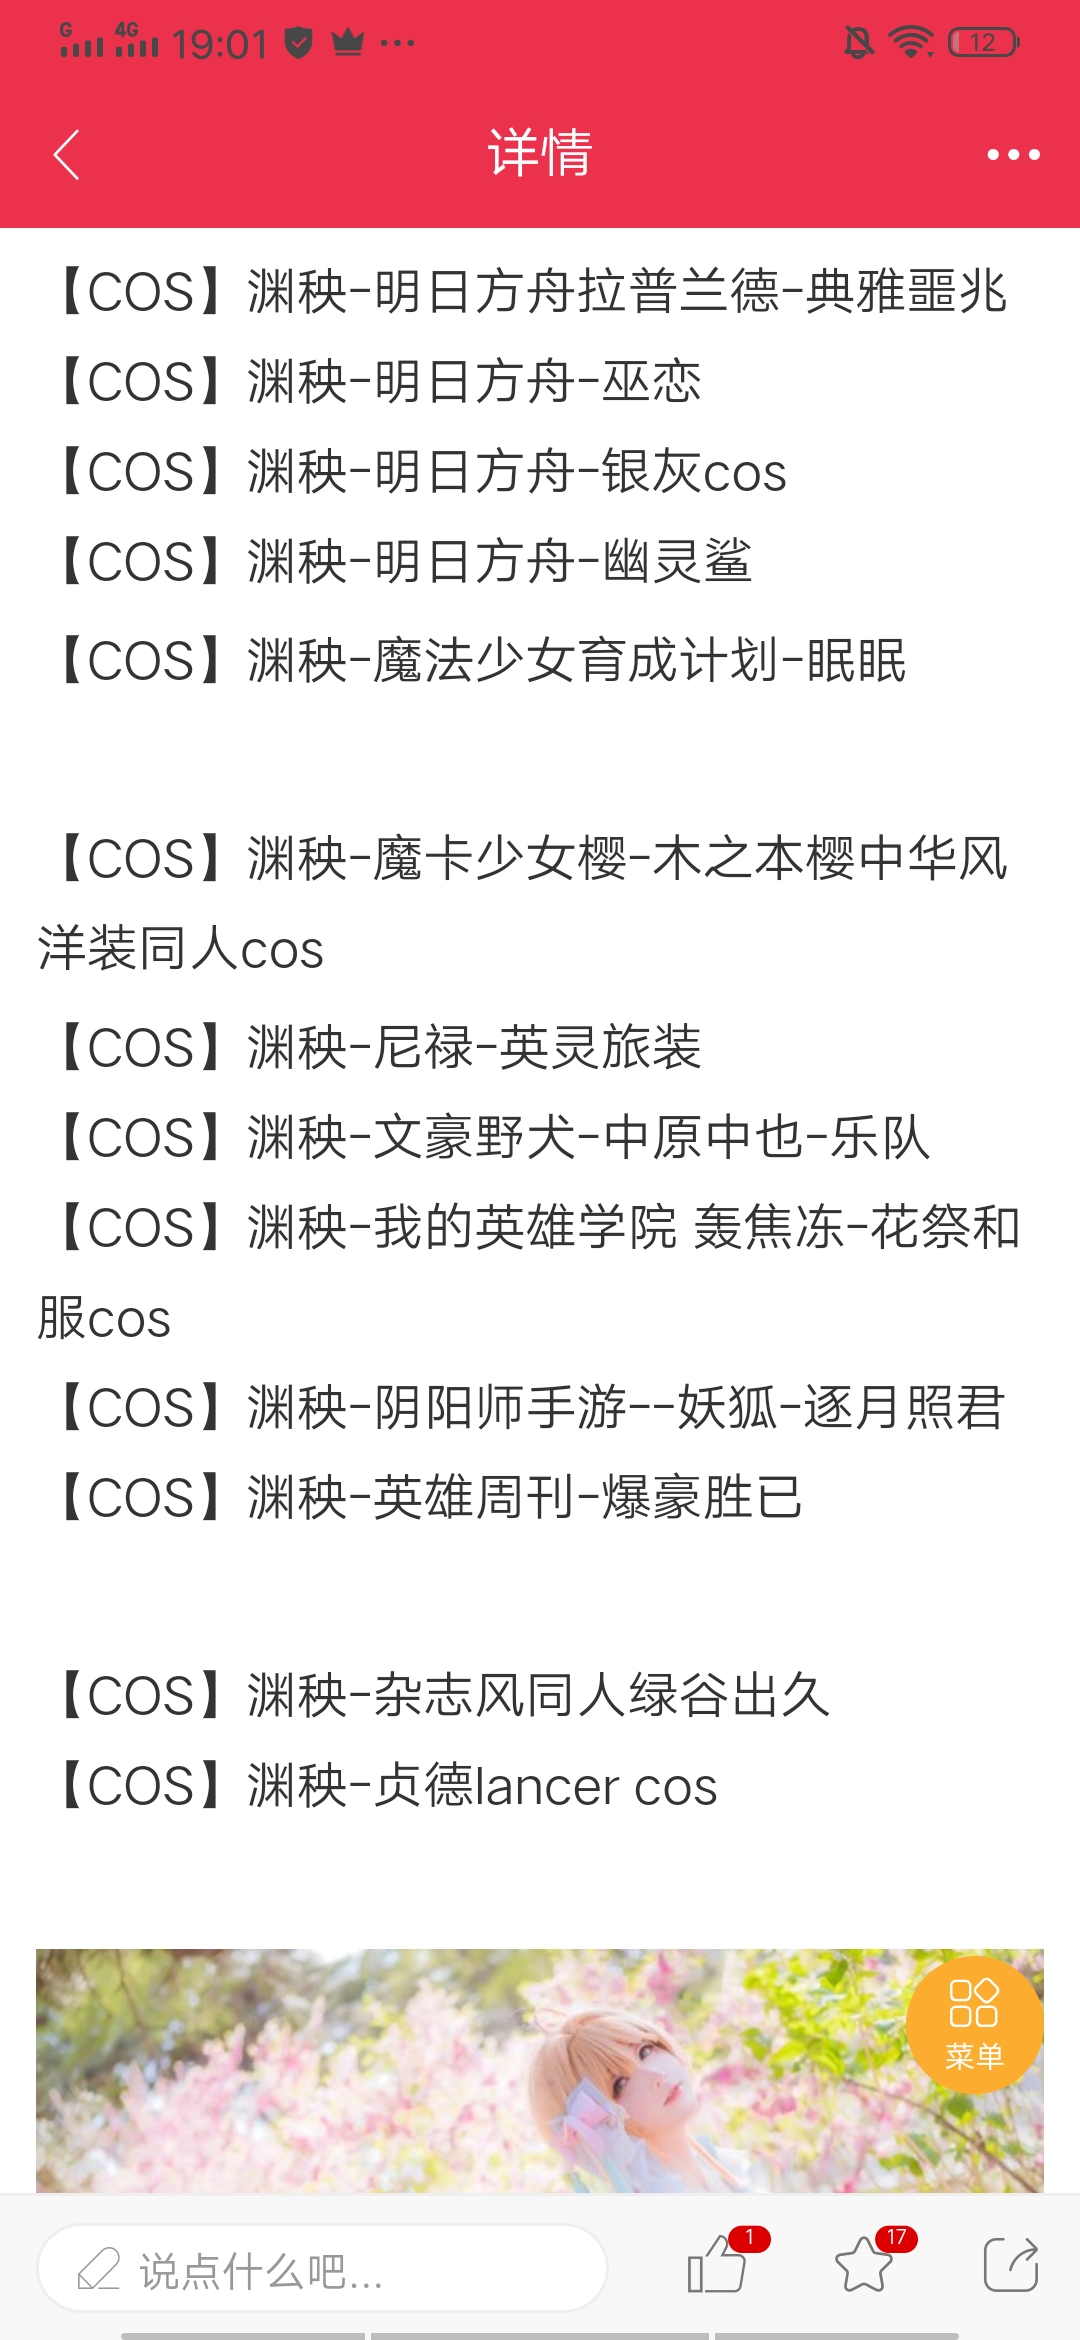 G 4G 19:01 12
详情
【COS】渊秧-明日方舟拉普兰德-典雅噩兆
【COS】渊秧-明日方舟-巫恋
【COS】渊秧-明日方舟-银灰cos
【COS】渊秧-明日方舟-幽灵鲨
【COS】渊秧-魔法少女育成计划-眠眠
【COS】渊秧-魔卡少女樱-木之本樱中华风
洋装同人cos
【COS】渊秧-尼禄-英灵旅装
【COS】渊秧-文豪野犬-中原中也-乐队
【COS】渊秧-我的英雄学院 轰焦冻-花祭和
服cos
【COS】渊秧-阴阳师手游--妖狐-逐月照君
【COS】渊秧-英雄周刊-爆豪胜已
【COS】渊秧-杂志风同人绿谷出久
【COS】渊秧-贞德lancer cos
菜单
说点什么吧... 1 17